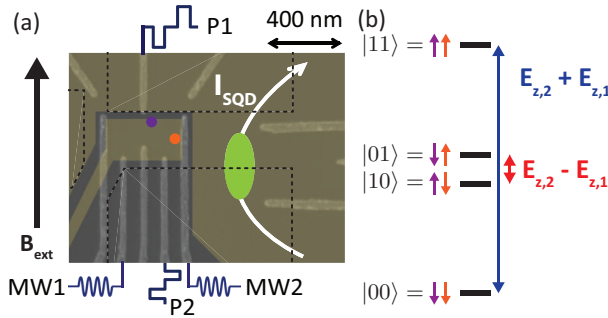 (a)
P1
400 nm
I_SQD
B_ext
MW1
P2
MW2
(b)
|11⟩ = ↑↑
E_z,2 + E_z,1
|01⟩ = ↓↑
|10⟩ = ↑↓
E_z,2 - E_z,1
|00⟩ = ↓↓